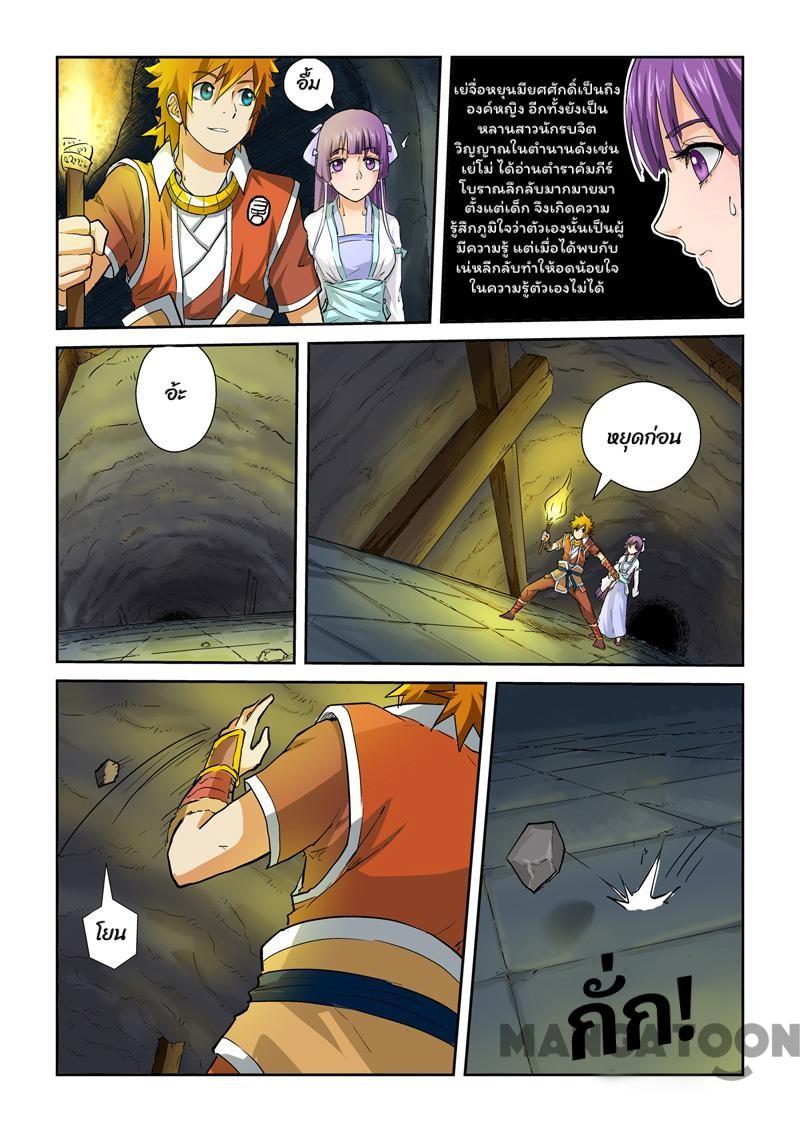 อื้ม
เย่จื่อหยุนมียศศักดิ์เป็นถึง
องค์หญิง อีกทั้งยังเป็น
หลานสาวนักรบจิต
วิญญาณในตำนานดังเช่น
เย่โม่ ได้อ่านตำราคัมภีร์
โบราณลึกลับมากมายมา
ตั้งแต่เด็ก จึงเกิดความ
รู้สึกภูมิใจว่าตัวเองนั้นเป็นผู้
มีความรู้ แต่เมื่อได้พบกับ
เน่หลีกลับทำให้อดน้อยใจ
ในความรู้ตัวเองไม่ได้
อ้ะ
หยุดก่อน
โยน
กั่ก!
MANGATOON